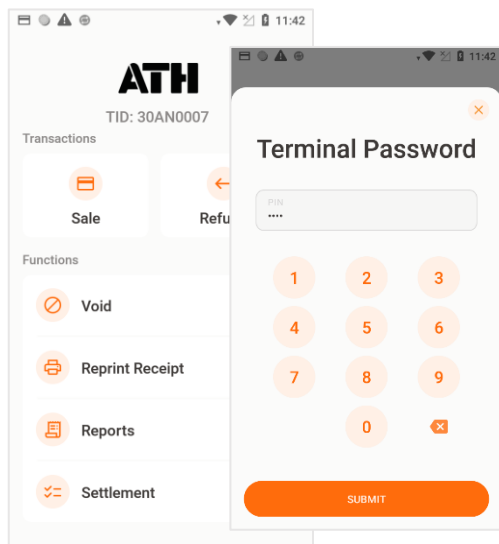 11:42
ATH
TID: 30AN0007
Transactions
Sale
Refu
Functions
Void
Reprint Receipt
Reports
Settlement
11:42
Terminal Password
PIN
••••
1 2 3
4 5 6
7 8 9
0
SUBMIT